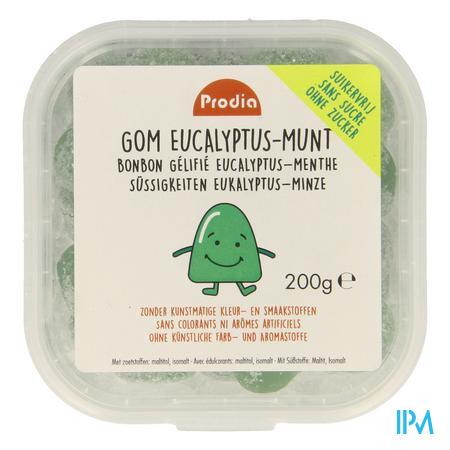 Prodia
SUIKERVRIJ
SANS SUCRE
OHNE ZUCKER
GOM EUCALYPTUS-MUNT
BONBON GÉLIFIÉ EUCALYPTUS-MENTHE
SÜSSIGKEITEN EUKALYPTUS-MINZE
200g ℮
ZONDER KUNSTMATIGE KLEUR- EN SMAAKSTOFFEN
SANS COLORANTS NI ARÔMES ARTIFICIELS
OHNE KÜNSTLICHE FARB- UND AROMASTOFFE
Met zoetstoffen: maltitol, isomalt - Avec édulcorants: maltitol, isomalt - Mit Süßstoffe: Maltit, Isomalt
IPM